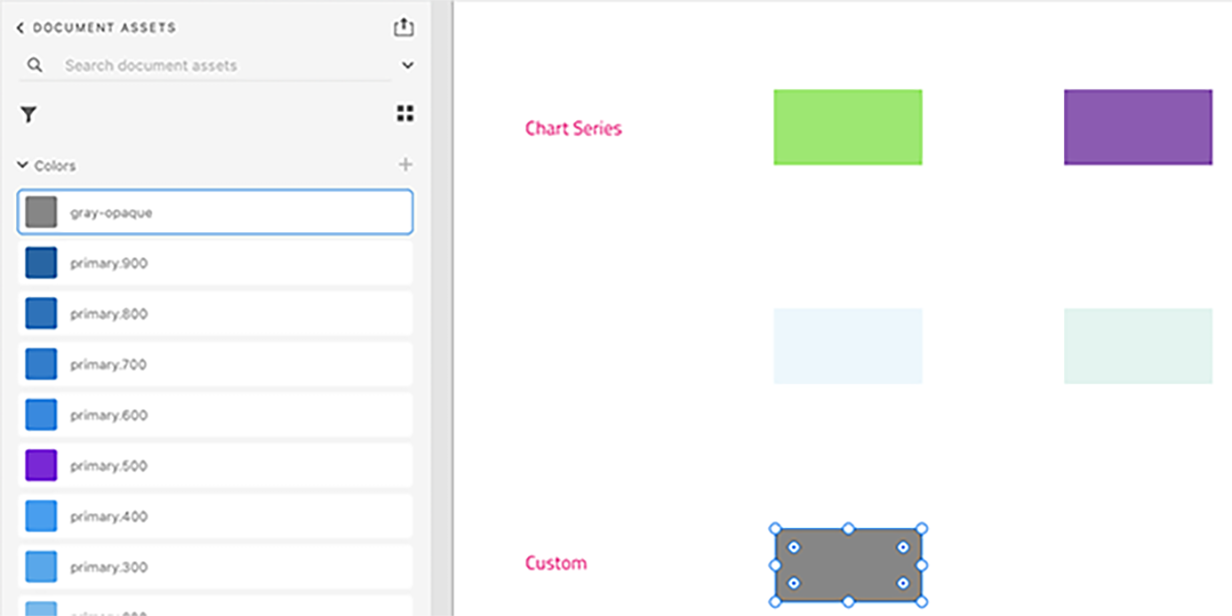 DOCUMENT ASSETS
Search document assets
Colors
gray-opaque
primary.900
primary.800
primary.700
primary.600
primary.500
primary.400
primary.300
Chart Series
Custom